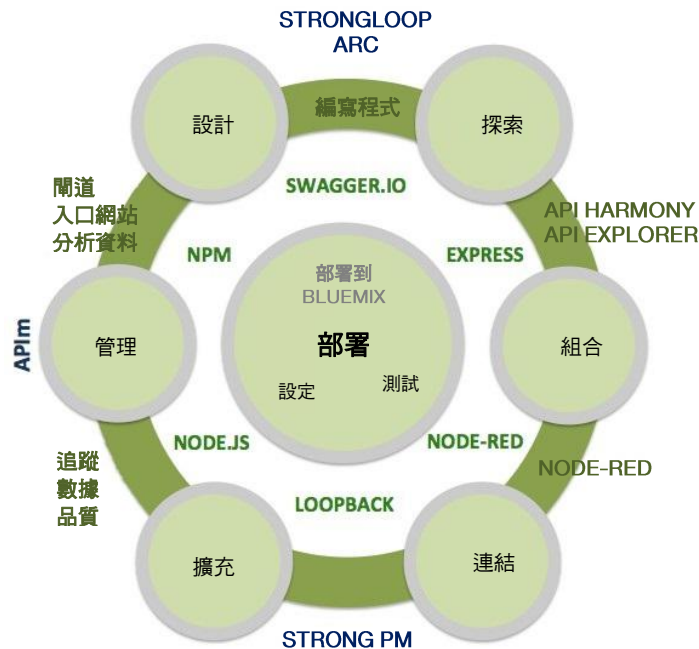 STRONGLOOP
ARC
編寫程式
設計
探索
SWAGGER.IO
閘道
入口網站
分析資料
API HARMONY
API EXPLORER
NPM
EXPRESS
部署到
BLUEMIX
部署
設定
測試
APIm
管理
組合
NODE.JS
NODE-RED
追蹤
數據
品質
NODE-RED
LOOPBACK
擴充
連結
STRONG PM